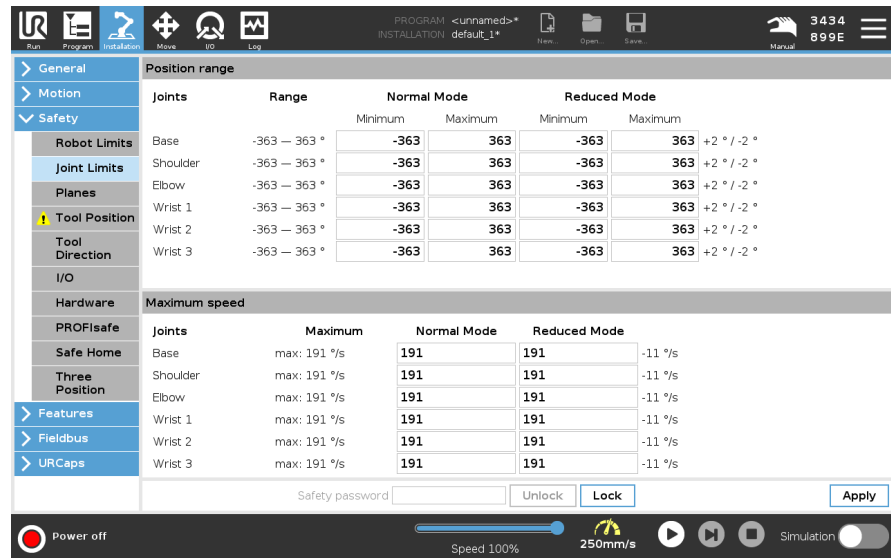 PROGRAM <unnamed>*
INSTALLATION default_1*
3434
899E
Run Program Installation Move I/O Log New... Open... Save... Manual
General
Motion
Safety
Robot Limits
Joint Limits
Planes
Tool Position
Tool
Direction
I/O
Hardware
PROFIsafe
Safe Home
Three
Position
Features
Fieldbus
URCaps
Position range
Joints Range Normal Mode Reduced Mode
Minimum Maximum Minimum Maximum
Base -363 — 363 ° -363 363 -363 363 +2 ° / -2 °
Shoulder -363 — 363 ° -363 363 -363 363 +2 ° / -2 °
Elbow -363 — 363 ° -363 363 -363 363 +2 ° / -2 °
Wrist 1 -363 — 363 ° -363 363 -363 363 +2 ° / -2 °
Wrist 2 -363 — 363 ° -363 363 -363 363 +2 ° / -2 °
Wrist 3 -363 — 363 ° -363 363 -363 363 +2 ° / -2 °
Maximum speed
Joints Maximum Normal Mode Reduced Mode
Base max: 191 °/s 191 191 -11 °/s
Shoulder max: 191 °/s 191 191 -11 °/s
Elbow max: 191 °/s 191 191 -11 °/s
Wrist 1 max: 191 °/s 191 191 -11 °/s
Wrist 2 max: 191 °/s 191 191 -11 °/s
Wrist 3 max: 191 °/s 191 191 -11 °/s
Safety password Unlock Lock Apply
Power off
Speed 100%
250mm/s
Simulation